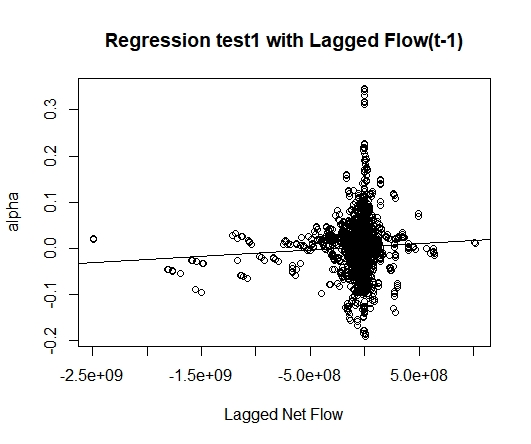 Regression test1 with Lagged Flow(t-1)
alpha
0.3
0.2
0.1
0.0
-0.1
-0.2
-2.5e+09 -1.5e+09 -5.0e+08 5.0e+08
Lagged Net Flow